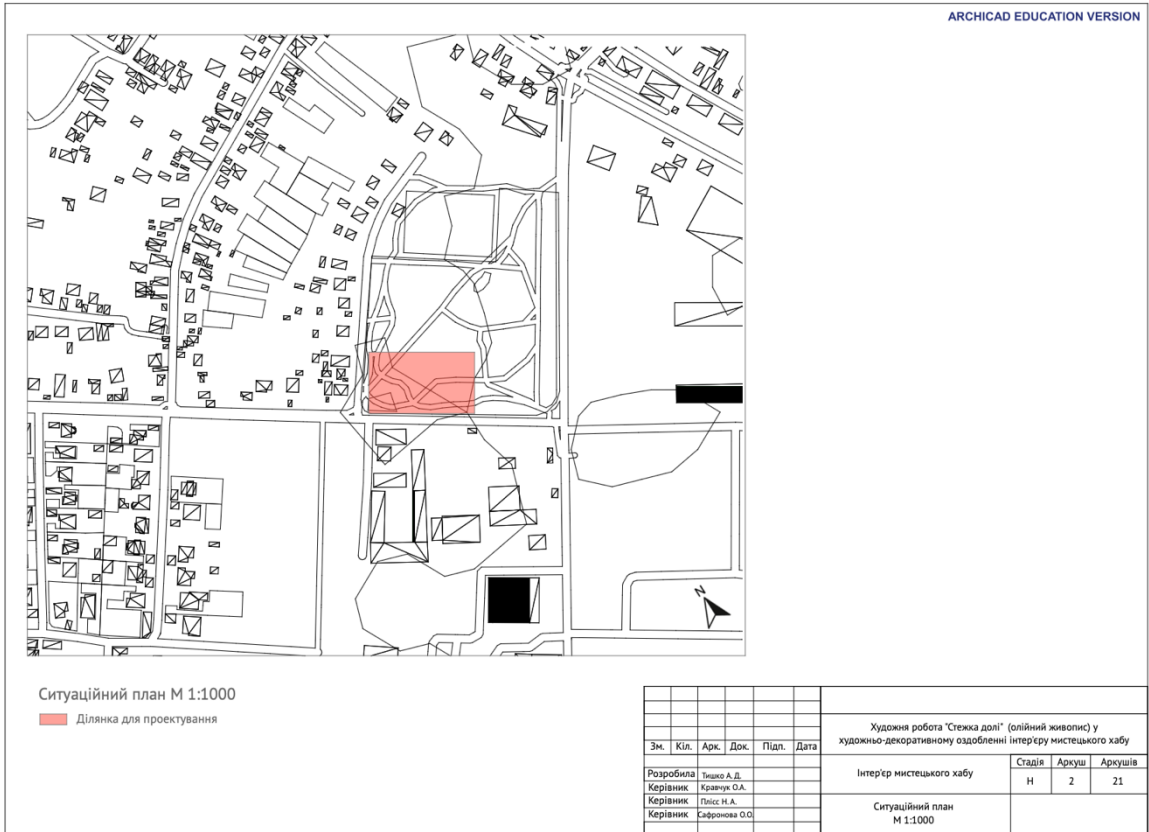 ARCHICAD EDUCATION VERSION
N
Ситуаційний план М 1:1000
Ділянка для проектування
Художня робота "Стежка долі" (олійний живопис) у
художньо-декоративному оздобленні інтер'єру мистецького хабу
Зм. Кіл. Арк. Док. Підп. Дата
Інтер'єр мистецького хабу
Стадія Аркуш Аркушів
Н 2 21
Розробила Тишко А.Д.
Керівник Кравчук О.А.
Керівник Плісс Н.А.
Керівник Сафронова О.О.
Ситуаційний план
М 1:1000